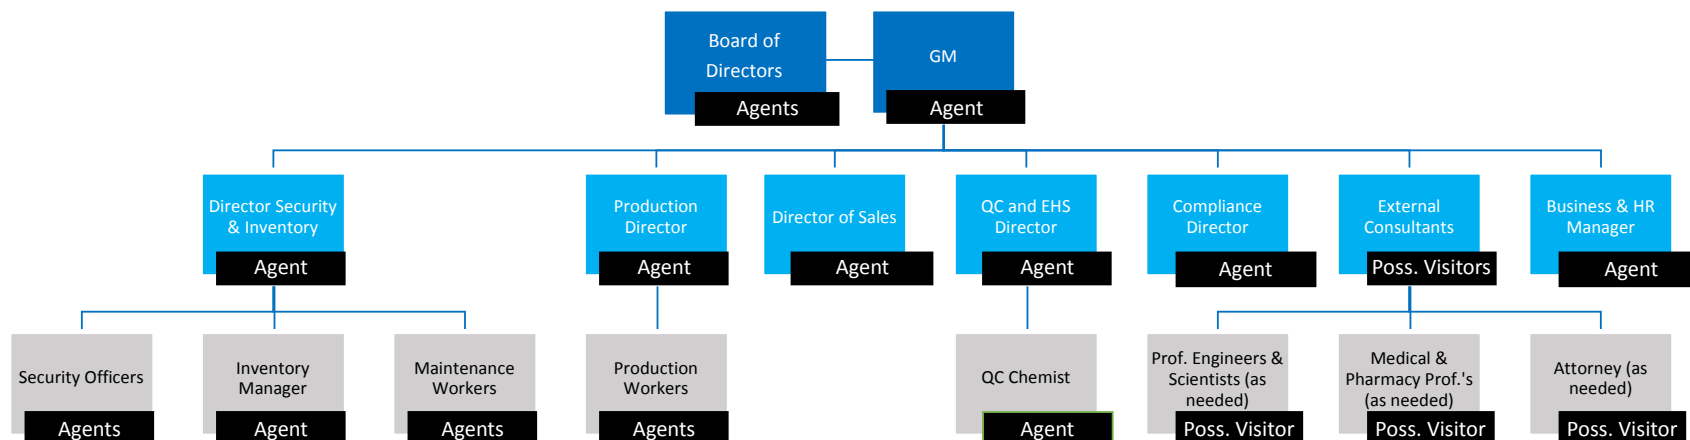 Board of
Directors
Agents
GM
Agent
Director Security
& Inventory
Agent
Production
Director
Agent
Director of Sales
Agent
QC and EHS
Director
Agent
Compliance
Director
Agent
External
Consultants
Poss. Visitors
Business & HR
Manager
Agent
Security Officers
Agents
Inventory
Manager
Agent
Maintenance
Workers
Agents
Production
Workers
Agents
QC Chemist
Agent
Prof. Engineers &
Scientists (as
needed)
Poss. Visitor
Medical &
Pharmacy Prof.'s
(as needed)
Poss. Visitor
Attorney (as
needed)
Poss. Visitor